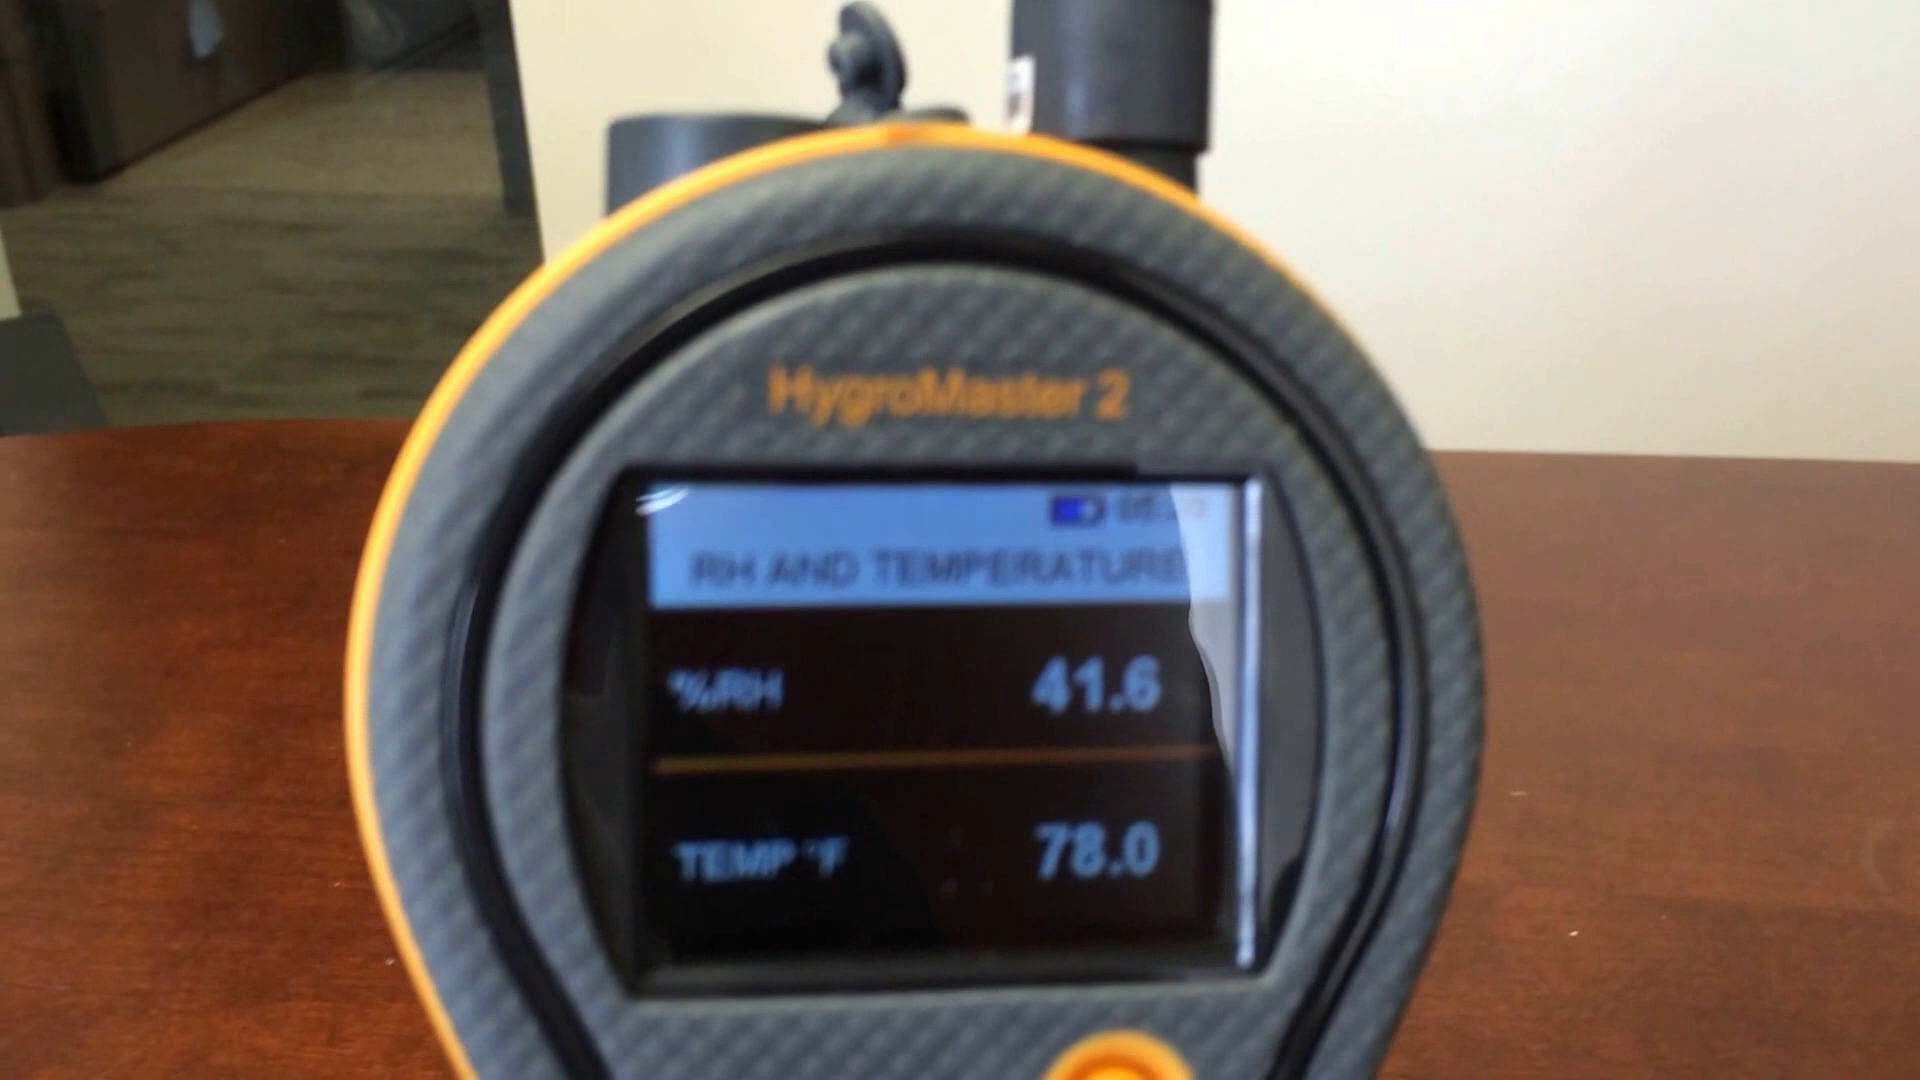 HygroMaster 2
RH AND TEMPERATURE
%RH 41.6
TEMP °F 78.0